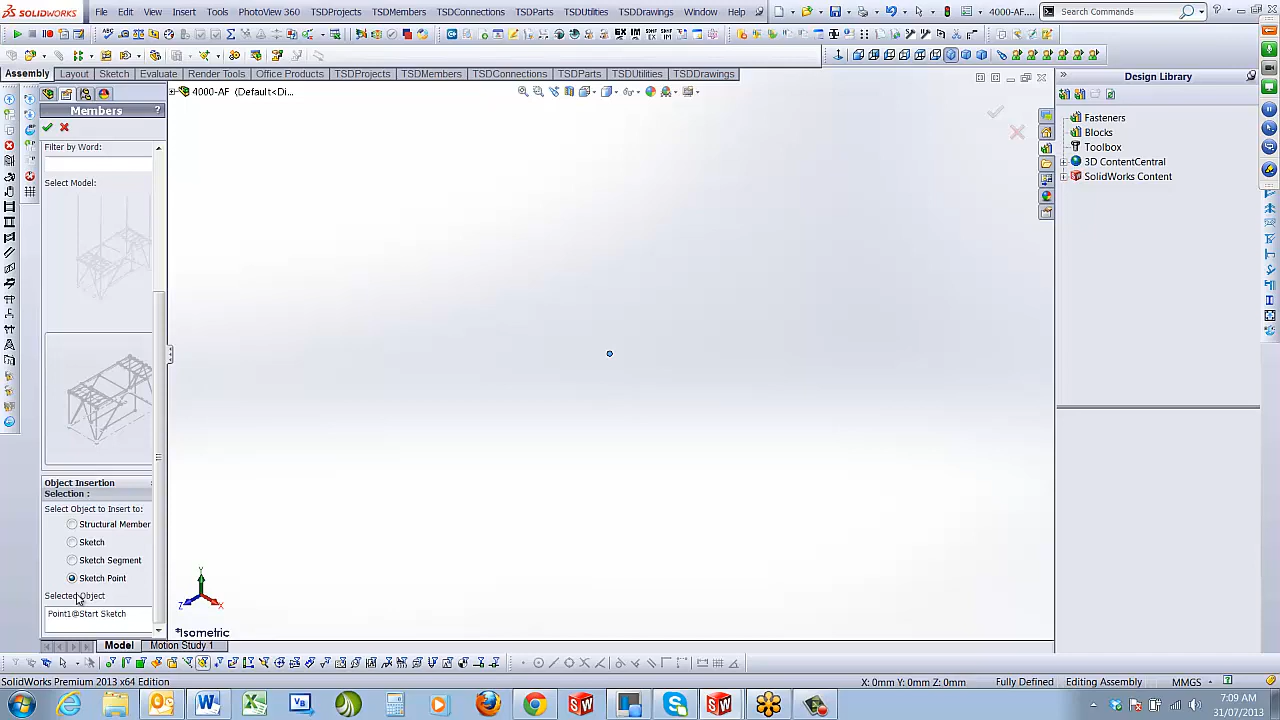 SOLIDWORKS File Edit View Insert Tools PhotoView 360 TSDProjects TSDMembers TSDConnections TSDParts TSDUtilities TSDDrawings Window Help 4000-AF.... Search Commands
Assembly Layout Sketch Evaluate Render Tools Office Products TSDProjects TSDMembers TSDConnections TSDParts TSDUtilities TSDDrawings
4000-AF (Default<Di...
Design Library
Members ?
Filter by Word:
Select Model:
Fasteners
Blocks
Toolbox
3D ContentCentral
SolidWorks Content
Object Insertion
Selection :
Select Object to Insert to:
Structural Member
Sketch
Sketch Segment
Sketch Point
Selected Object
Point1@Start Sketch
Y
Z
X
*Isometric
Model Motion Study 1
SolidWorks Premium 2013 x64 Edition X: 0mm Y: 0mm Z: 0mm Fully Defined Editing Assembly MMGS
7:09 AM
31/07/2013